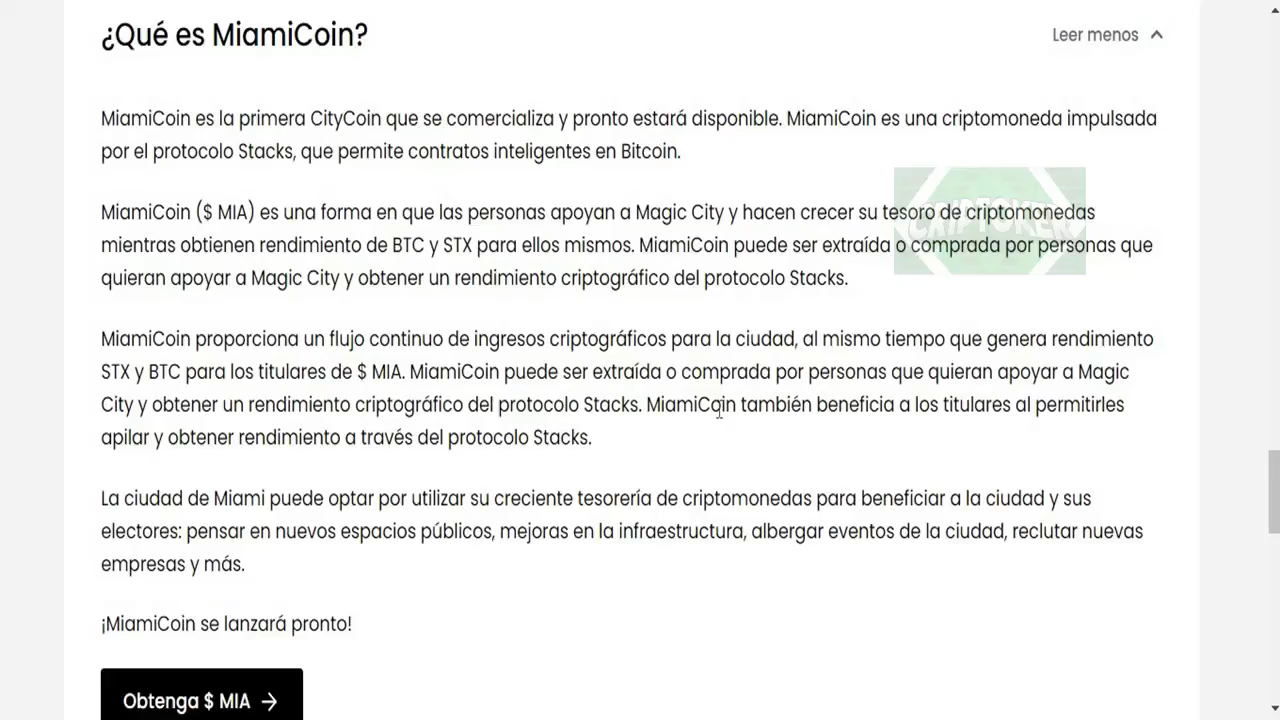 ¿Qué es MiamiCoin?
Leer menos
MiamiCoin es la primera CityCoin que se comercializa y pronto estará disponible. MiamiCoin es una criptomoneda impulsada
por el protocolo Stacks, que permite contratos inteligentes en Bitcoin.
MiamiCoin ($ MIA) es una forma en que las personas apoyan a Magic City y hacen crecer su tesoro de criptomonedas
mientras obtienen rendimiento de BTC y STX para ellos mismos. MiamiCoin puede ser extraída o comprada por personas que
quieran apoyar a Magic City y obtener un rendimiento criptográfico del protocolo Stacks.
CRIPTOKER
MiamiCoin proporciona un flujo continuo de ingresos criptográficos para la ciudad, al mismo tiempo que genera rendimiento
STX y BTC para los titulares de $ MIA. MiamiCoin puede ser extraída o comprada por personas que quieran apoyar a Magic
City y obtener un rendimiento criptográfico del protocolo Stacks. MiamiCoin también beneficia a los titulares al permitirles
apilar y obtener rendimiento a través del protocolo Stacks.
La ciudad de Miami puede optar por utilizar su creciente tesorería de criptomonedas para beneficiar a la ciudad y sus
electores: pensar en nuevos espacios públicos, mejoras en la infraestructura, albergar eventos de la ciudad, reclutar nuevas
empresas y más.
¡MiamiCoin se lanzará pronto!
Obtenga $ MIA →